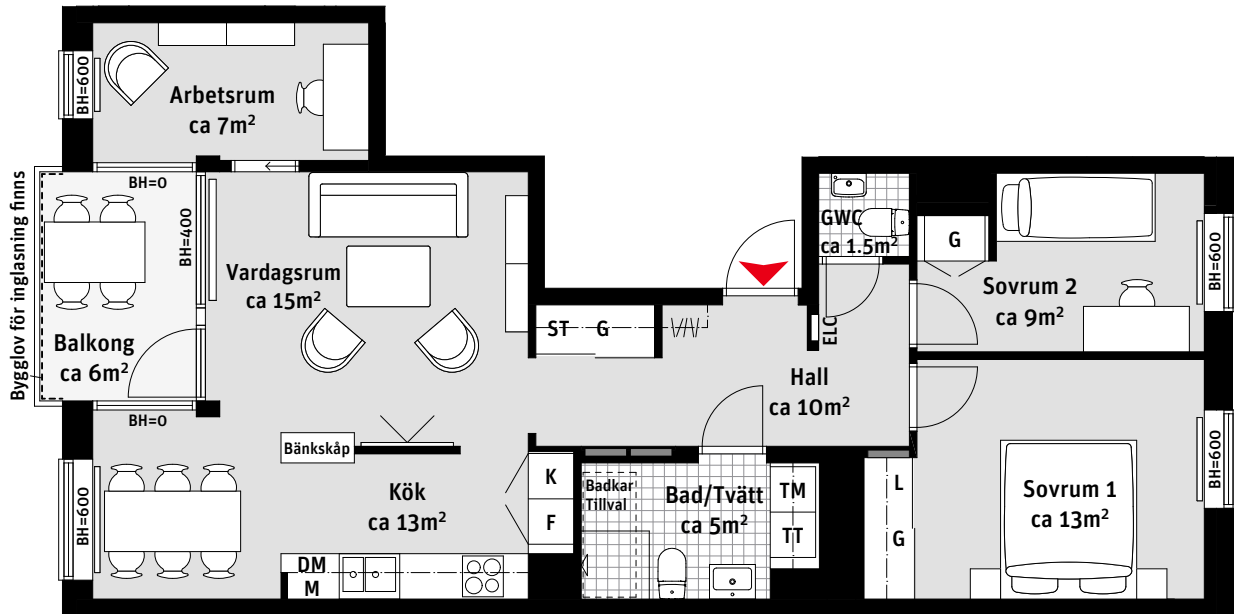 BH=600
Arbetsrum
ca 7m²
Bygglov för inglasning finns
BH=0
BH=400
Balkong
ca 6m²
BH=0
Vardagsrum
ca 15m²
ST G
GWC
ca 1.5m²
ELC
G
Sovrum 2
ca 9m²
BH=600
Hall
ca 10m²
Bänkskåp
BH=600
Kök
ca 13m²
K
F
DM
M
Badkar
Tillval
Bad/Tvätt
ca 5m²
TM
TT
L
G
Sovrum 1
ca 13m²
BH=600